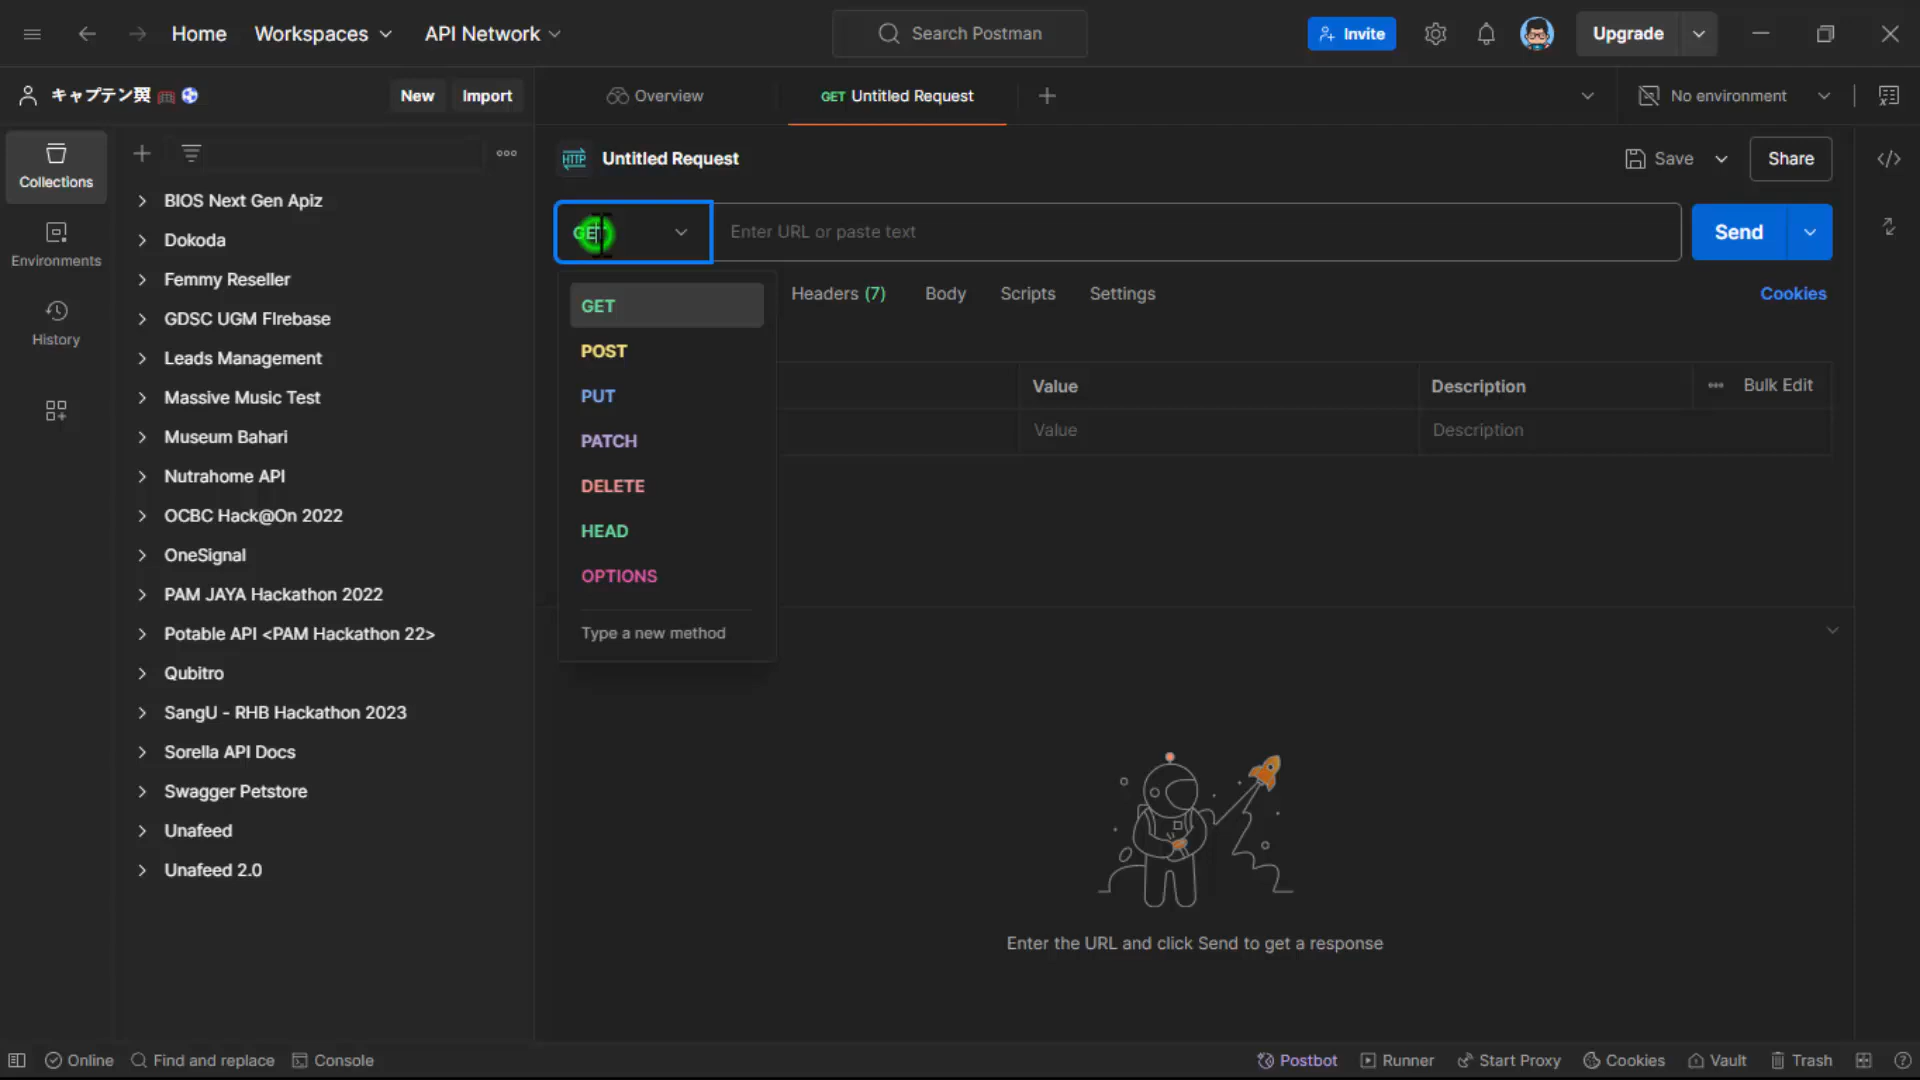 Home Workspaces API Network Search Postman Invite Upgrade
キャプテン翼 New Import Overview GET Untitled Request No environment
HTTP Untitled Request Save Share
Collections
Environments
History
BIOS Next Gen Apiz
Dokoda
Femmy Reseller
GDSC UGM FIrebase
Leads Management
Massive Music Test
Museum Bahari
Nutrahome API
OCBC Hack@On 2022
OneSignal
PAM JAYA Hackathon 2022
Potable API <PAM Hackathon 22>
Qubitro
SangU - RHB Hackathon 2023
Sorella API Docs
Swagger Petstore
Unafeed
Unafeed 2.0
GET Enter URL or paste text Send
Headers (7) Body Scripts Settings Cookies
GET
POST
PUT
PATCH
DELETE
HEAD
OPTIONS
Type a new method
Value Description Bulk Edit
Value Description
Enter the URL and click Send to get a response
Online Find and replace Console Postbot Runner Start Proxy Cookies Vault Trash